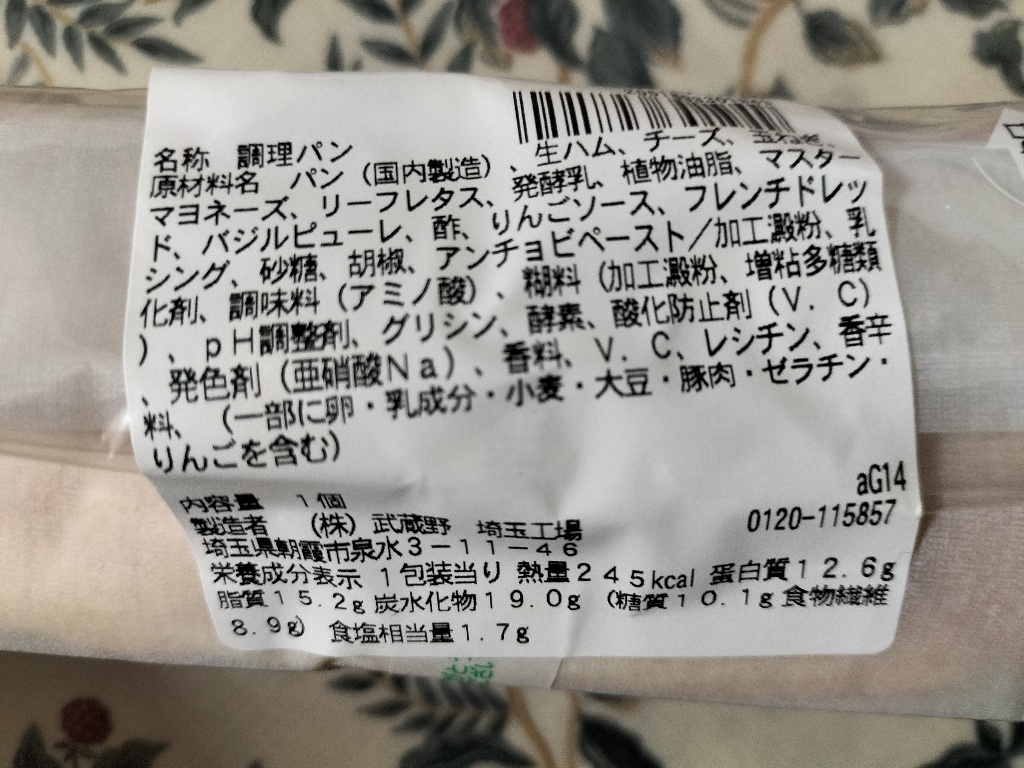 名称 調理パン
原材料名 パン（国内製造）、生ハム、チーズ、玉ねぎ、
マヨネーズ、リーフレタス、発酵乳、植物油脂、マスター
ド、バジルピューレ、酢、りんごソース、フレンチドレッ
シング、砂糖、胡椒、アンチョビペースト／加工澱粉、乳
化剤、調味料（アミノ酸）、糊料（加工澱粉、増粘多糖類
）、ｐＨ調整剤、グリシン、酵素、酸化防止剤（Ｖ．Ｃ）
、発色剤（亜硝酸Ｎａ）、香料、Ｖ．Ｃ、レシチン、香辛
料、（一部に卵・乳成分・小麦・大豆・豚肉・ゼラチン・
りんごを含む）
aG14
内容量 １個
0120-115857
製造者 （株）武蔵野 埼玉工場
埼玉県朝霞市泉水３－１１－４６
栄養成分表示 １包装当り 熱量２４５kcal 蛋白質１２．６g
脂質１５．２g 炭水化物１９．０g （糖質１０．１g 食物繊維
８．９g） 食塩相当量１．７g